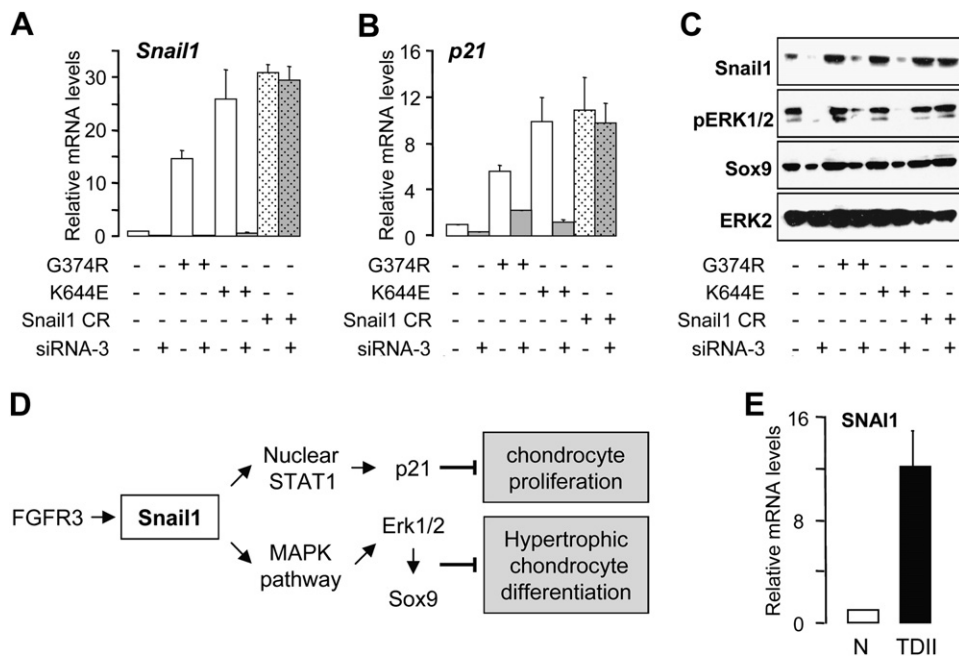 A
Snail1
Relative mRNA levels
30
20
10
0
G374R - - + + - - - -
K644E - - - - + + - -
Snail1 CR - - - - - - + +
siRNA-3 - + - + - + - +
B
p21
Relative mRNA levels
16
12
8
4
0
G374R - - + + - - - -
K644E - - - - + + - -
Snail1 CR - - - - - - + +
siRNA-3 - + - + - + - +
C
Snail1
pERK1/2
Sox9
ERK2
G374R - - + + - - - -
K644E - - - - + + - -
Snail1 CR - - - - - - + +
siRNA-3 - + - + - + - +
D
FGFR3
Snail1
Nuclear
STAT1
p21
chondrocyte
proliferation
MAPK
pathway
Erk1/2
Sox9
Hypertrophic
chondrocyte
differentiation
E
SNAI1
Relative mRNA levels
16
8
0
N TDII